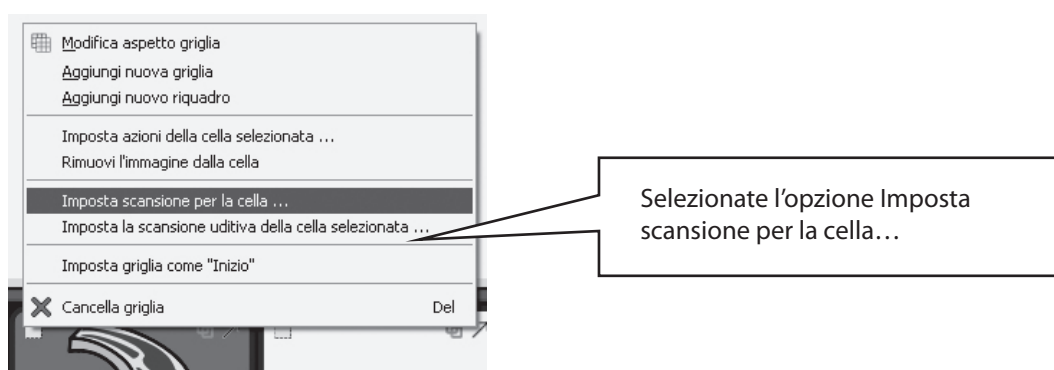 Modifica aspetto griglia
Aggiungi nuova griglia
Aggiungi nuovo riquadro
Imposta azioni della cella selezionata ...
Rimuovi l'immagine dalla cella
Imposta scansione per la cella ...
Imposta la scansione uditiva della cella selezionata ...
Imposta griglia come "Inizio"
Cancella griglia Del
Selezionate l’opzione Imposta
scansione per la cella…